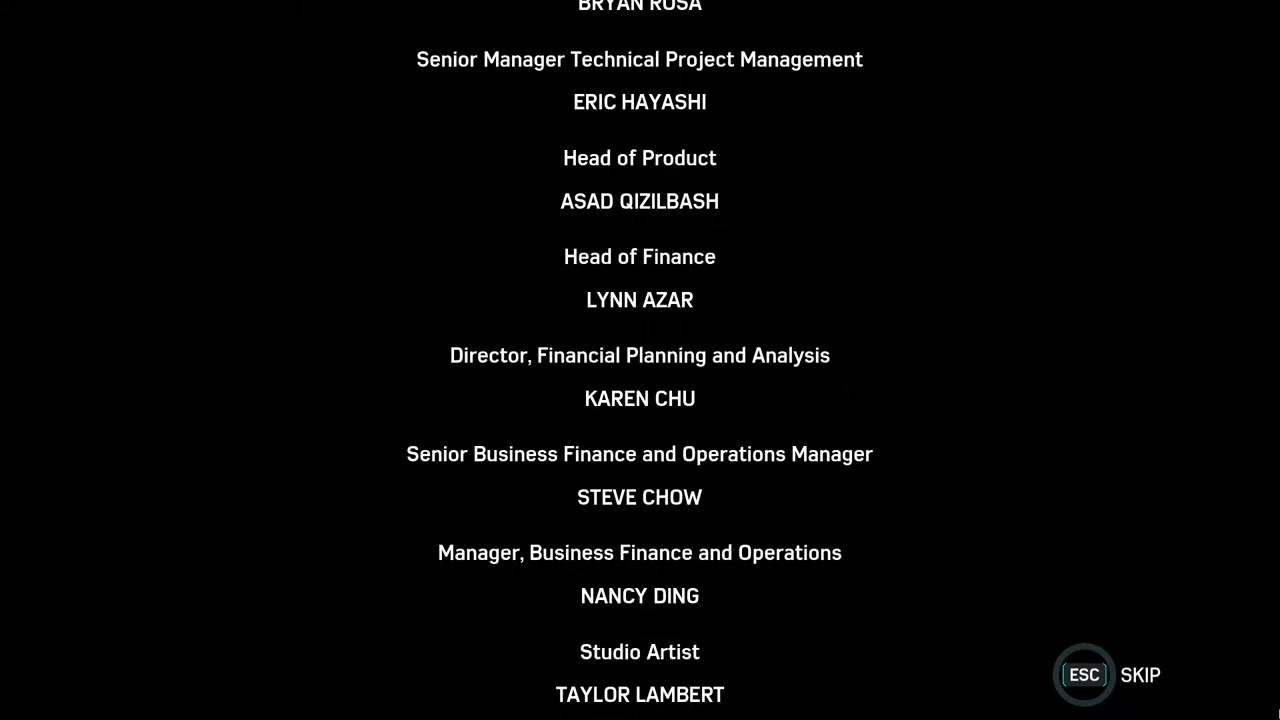 BRYAN ROSA
Senior Manager Technical Project Management
ERIC HAYASHI
Head of Product
ASAD QIZILBASH
Head of Finance
LYNN AZAR
Director, Financial Planning and Analysis
KAREN CHU
Senior Business Finance and Operations Manager
STEVE CHOW
Manager, Business Finance and Operations
NANCY DING
Studio Artist
TAYLOR LAMBERT
ESC SKIP